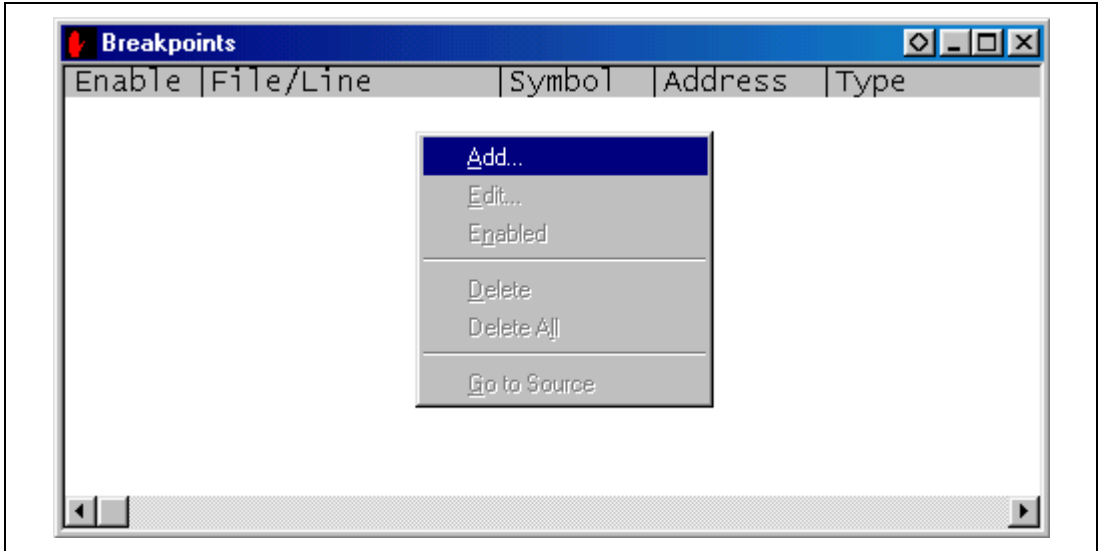 Breakpoints
Enable |File/Line |Symbol |Address |Type
Add...
Edit...
Enabled
Delete
Delete All
Go to Source